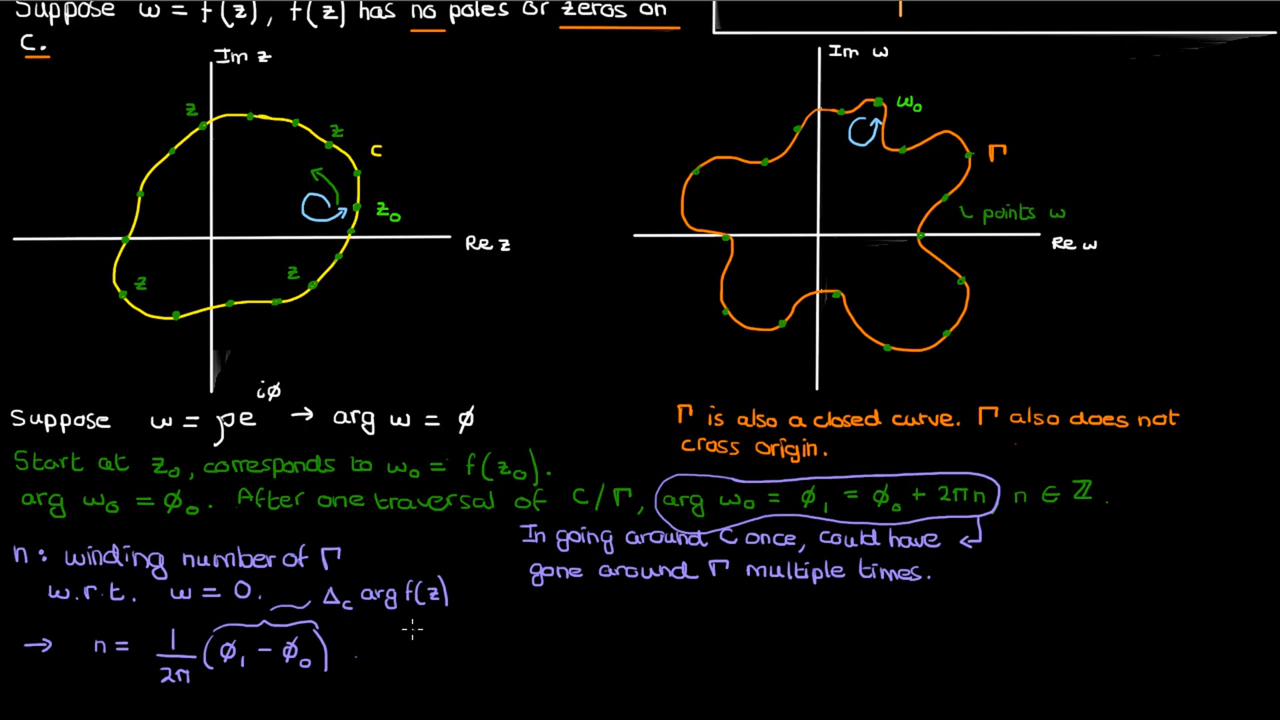 Suppose w = f(z), f(z) has no poles or zeros on
C.
Im z
z
z
C
z₀
Re z
z
z
Im w
w₀
Γ
points w
Re w
Suppose w = ρe^{iφ} → arg w = φ
Γ is also a closed curve. Γ also does not
cross origin.
Start at z₀, corresponds to w₀ = f(z₀).
arg w₀ = φ₀. After one traversal of C/Γ, arg w₀ = φ₁ = φ₀ + 2πn n ∈ ℤ.
In going around C once, could have
gone around Γ multiple times.
n: winding number of Γ
w.r.t. w = 0.
Δ_c arg f(z)
→ n = 1/2π (φ₁ − φ₀).